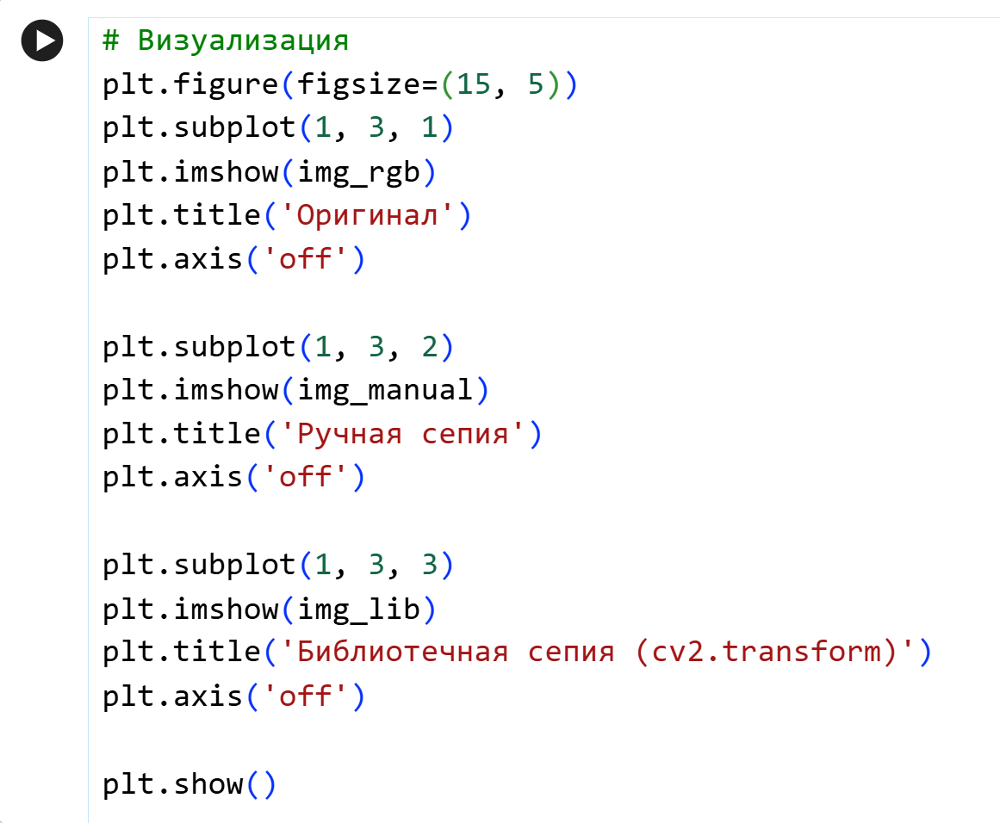 # Визуализация
plt.figure(figsize=(15, 5))
plt.subplot(1, 3, 1)
plt.imshow(img_rgb)
plt.title('Оригинал')
plt.axis('off')
plt.subplot(1, 3, 2)
plt.imshow(img_manual)
plt.title('Ручная сепия')
plt.axis('off')
plt.subplot(1, 3, 3)
plt.imshow(img_lib)
plt.title('Библиотечная сепия (cv2.transform)')
plt.axis('off')
plt.show()